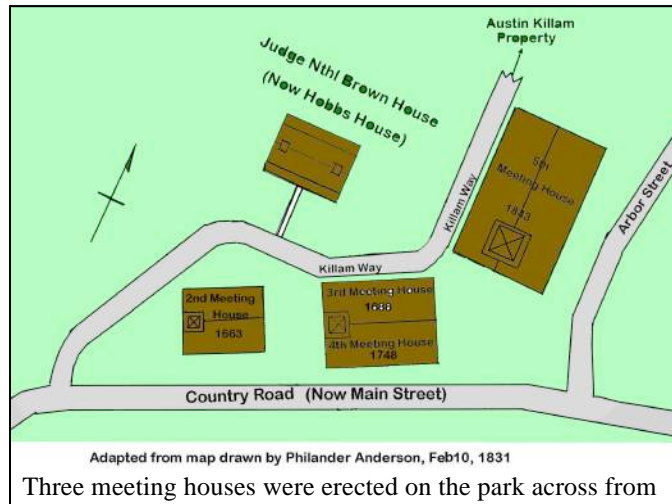 Austin Killam
Property
Judge Nthl Brown House
(Now Hobbs House)
5th
Meeting House
1843
Killam Way
Arbor Street
Killam Way
2nd Meeting
House
1663
3rd Meeting House
1688
4th Meeting House
1748
Country Road (Now Main Street)
Adapted from map drawn by Philander Anderson, Feb10, 1831
Three meeting houses were erected on the park across from